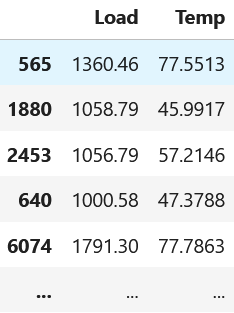 Load Temp
565 1360.46 77.5513
1880 1058.79 45.9917
2453 1056.79 57.2146
640 1000.58 47.3788
6074 1791.30 77.7863
... ... ...